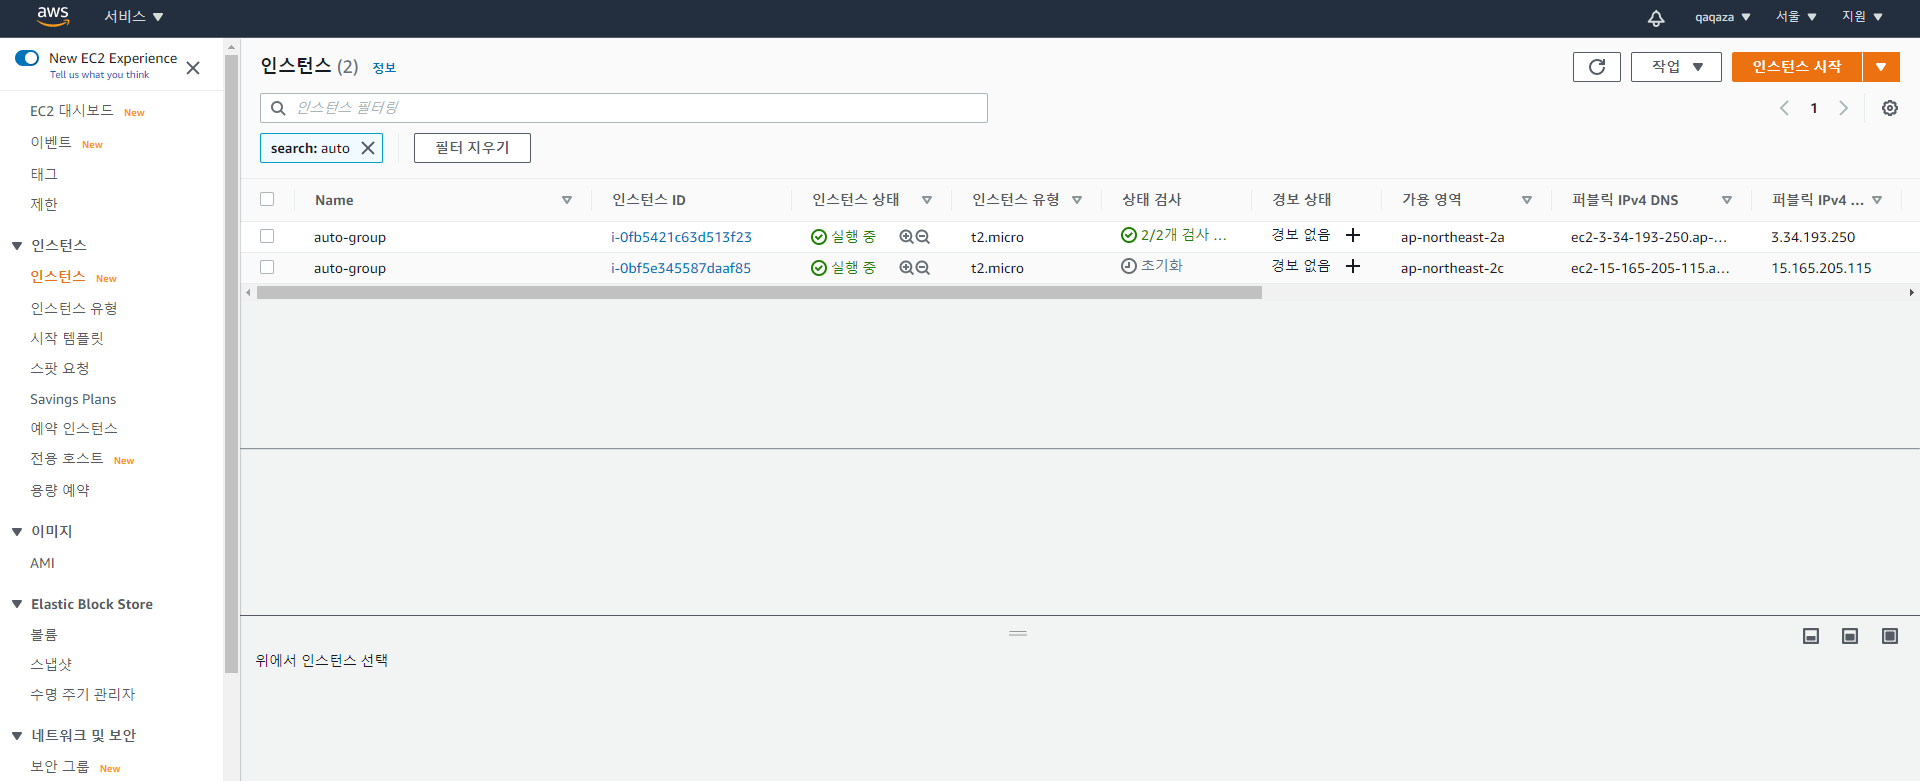 aws 서비스 qaqaza 서울 지원
New EC2 Experience
Tell us what you think
EC2 대시보드 New
이벤트 New
태그
제한
인스턴스
인스턴스 New
인스턴스 유형
시작 템플릿
스팟 요청
Savings Plans
예약 인스턴스
전용 호스트 New
용량 예약
이미지
AMI
Elastic Block Store
볼륨
스냅샷
수명 주기 관리자
네트워크 및 보안
보안 그룹 New
인스턴스 (2) 정보
작업 인스턴스 시작
인스턴스 필터링
1
search: auto 필터 지우기
Name 인스턴스 ID 인스턴스 상태 인스턴스 유형 상태 검사 경보 상태 가용 영역 퍼블릭 IPv4 DNS 퍼블릭 IPv4 ...
auto-group i-0fb5421c63d513f23 실행 중 t2.micro 2/2개 검사 ... 경보 없음 ap-northeast-2a ec2-3-34-193-250.ap-... 3.34.193.250
auto-group i-0bf5e345587daaf85 실행 중 t2.micro 초기화 경보 없음 ap-northeast-2c ec2-15-165-205-115.a... 15.165.205.115
위에서 인스턴스 선택